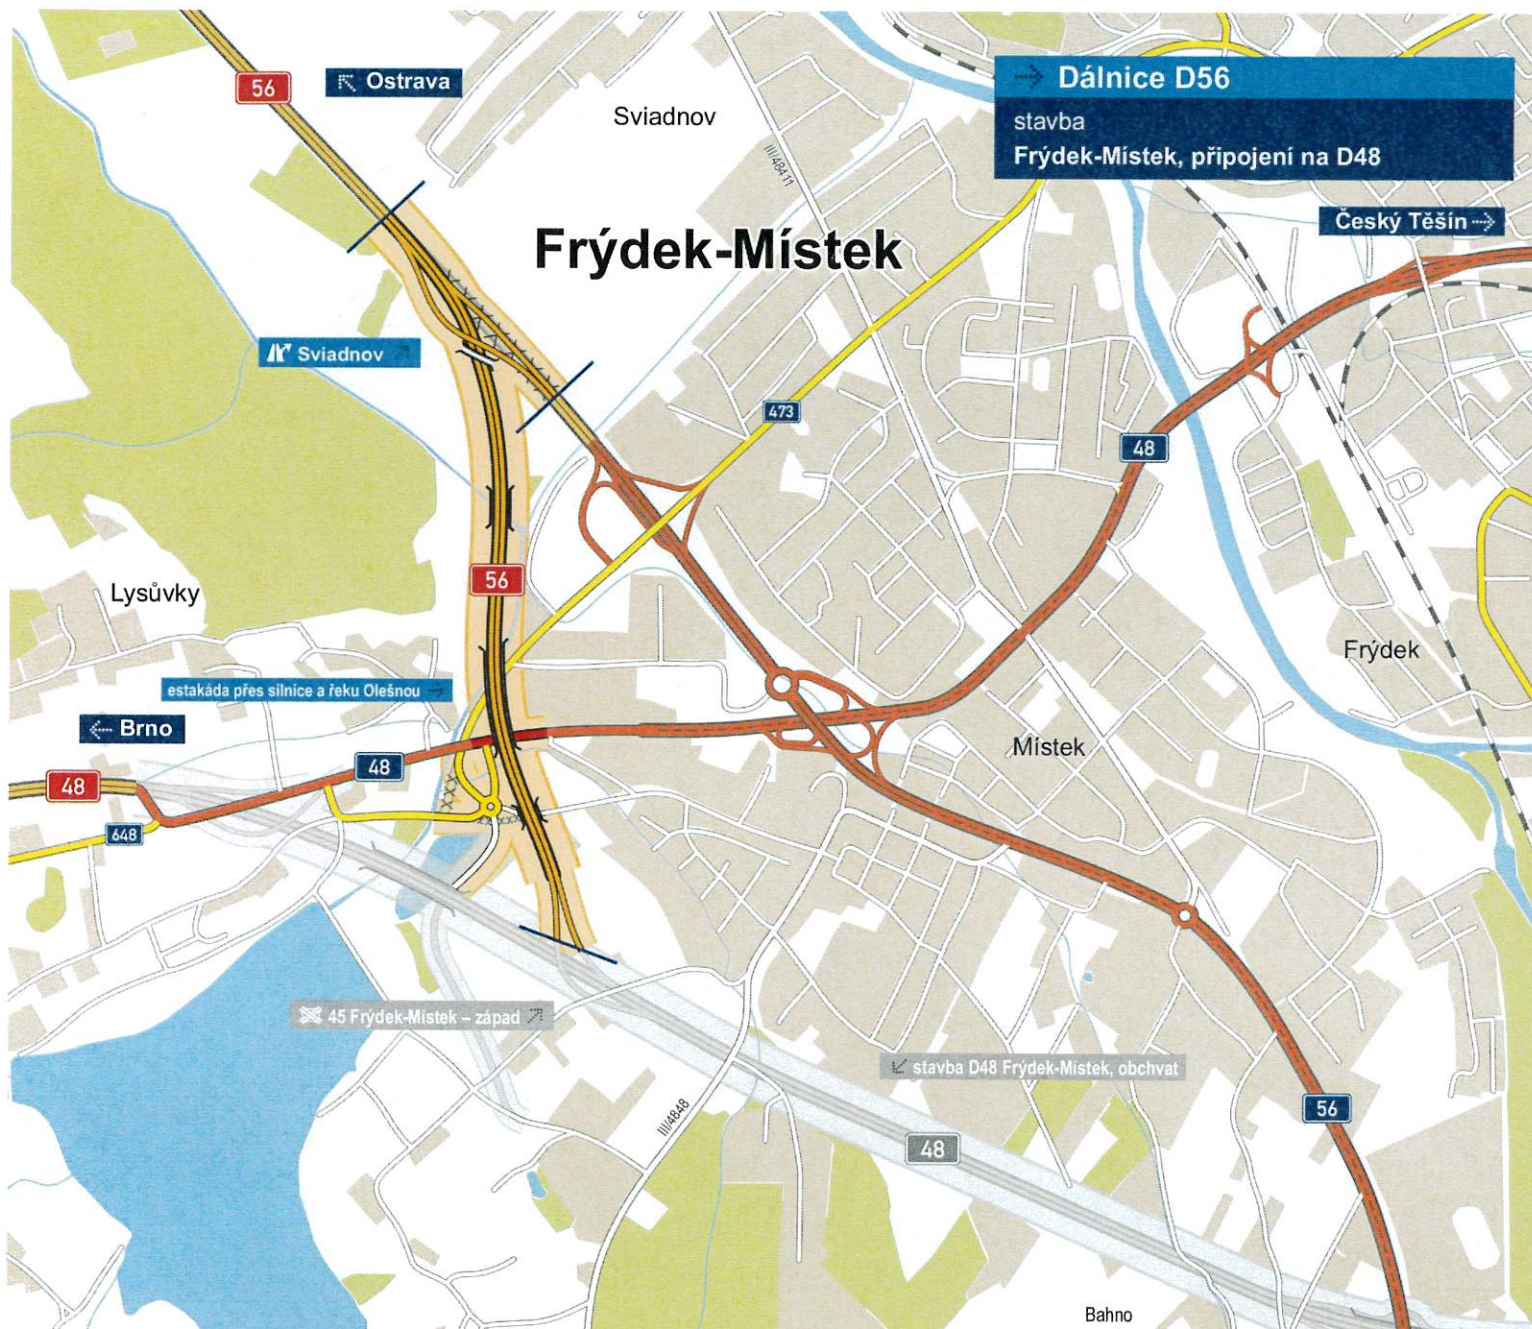 56
Ostrava
Sviadnov
Dálnice D56
stavba
Frýdek-Místek, připojení na D48
III/48411
Český Těšín
Frýdek-Místek
Sviadnov
473
48
56
Lysůvky
Frýdek
estakáda přes silnice a řeku Olešnou
Brno
Místek
48
48
648
45 Frýdek-Místek – západ
stavba D48 Frýdek-Místek, obchvat
III/4848
56
48
Bahno